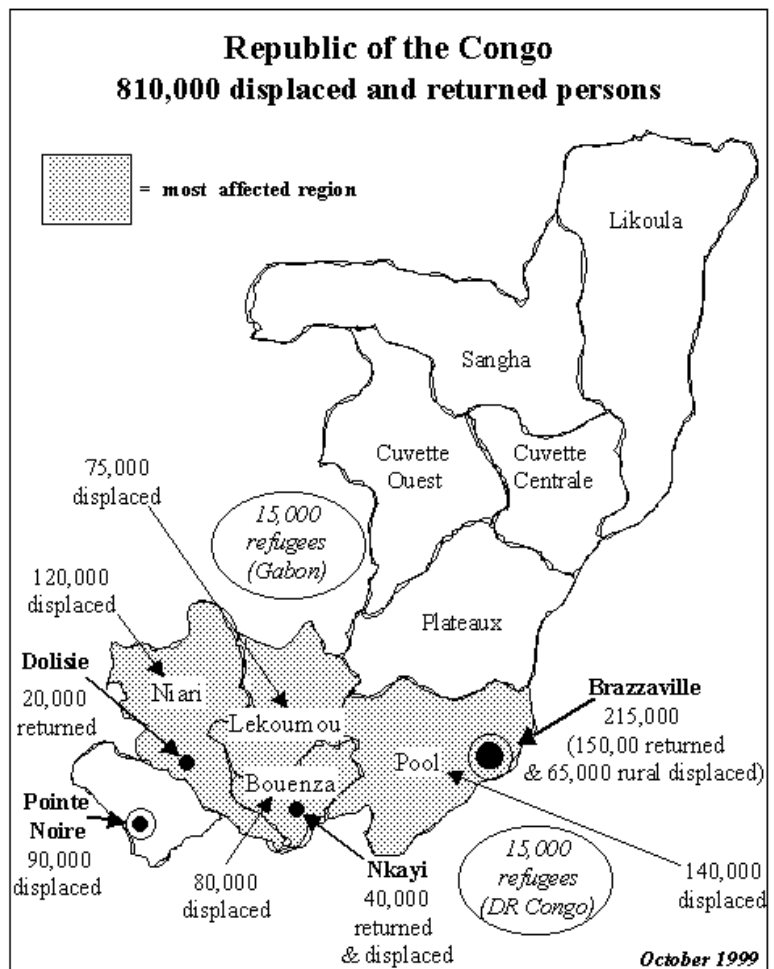 Republic of the Congo
810,000 displaced and returned persons
= most affected region
Likoula
Sangha
Cuvette
Ouest
Cuvette
Centrale
75,000
displaced
15,000
refugees
(Gabon)
120,000
displaced
Plateaux
Dolisie
20,000
returned
Niari
Lekoumou
Brazzaville
215,000
(150,00 returned
& 65,000 rural displaced)
Pool
Bouenza
Pointe
Noire
90,000
displaced
80,000
displaced
Nkayi
40,000
returned
& displaced
15,000
refugees
(DR Congo)
140,000
displaced
October 1999